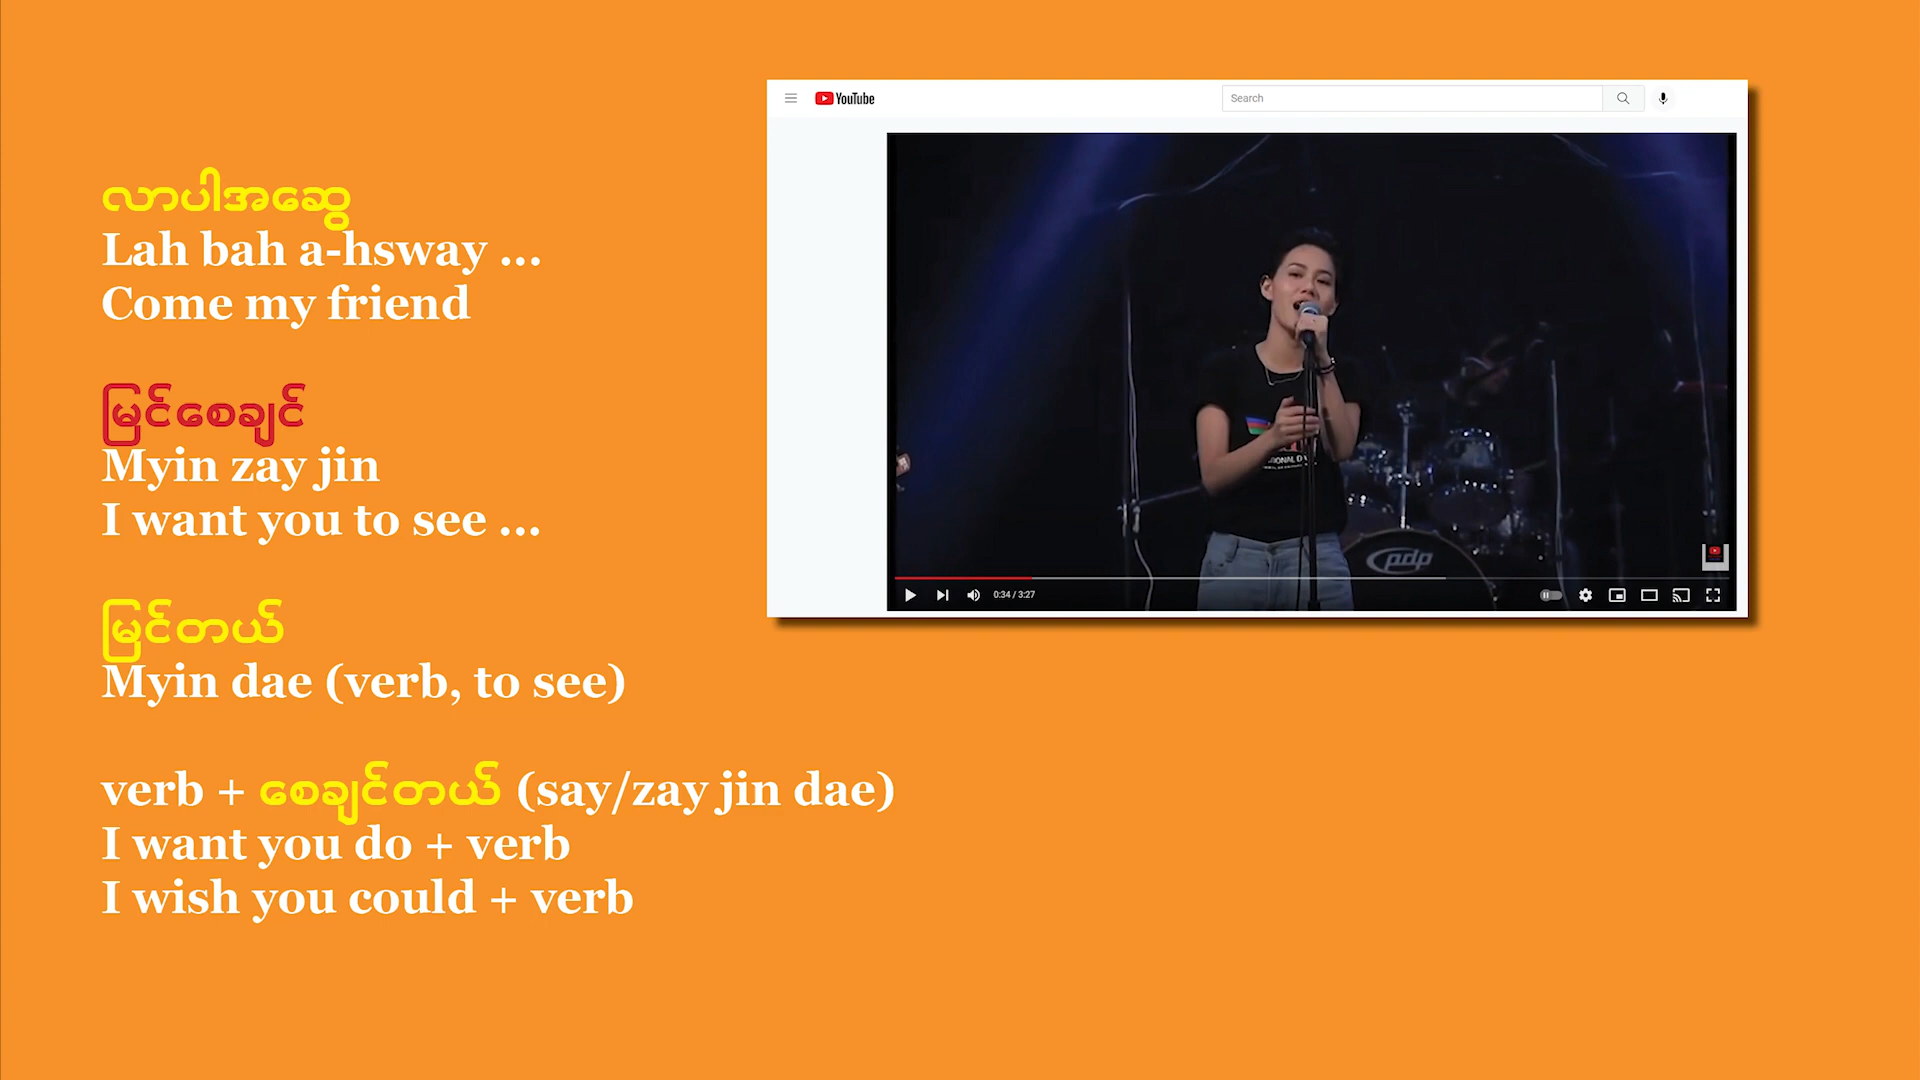 လာပါအဆွေ
Lah bah a-hsway ...
Come my friend
မြင်စေချင်
Myin zay jin
I want you to see ...
မြင်တယ်
Myin dae (verb, to see)
verb + စေချင်တယ် (say/zay jin dae)
I want you do + verb
I wish you could + verb
YouTube
Search
pdp
0:34 / 3:27